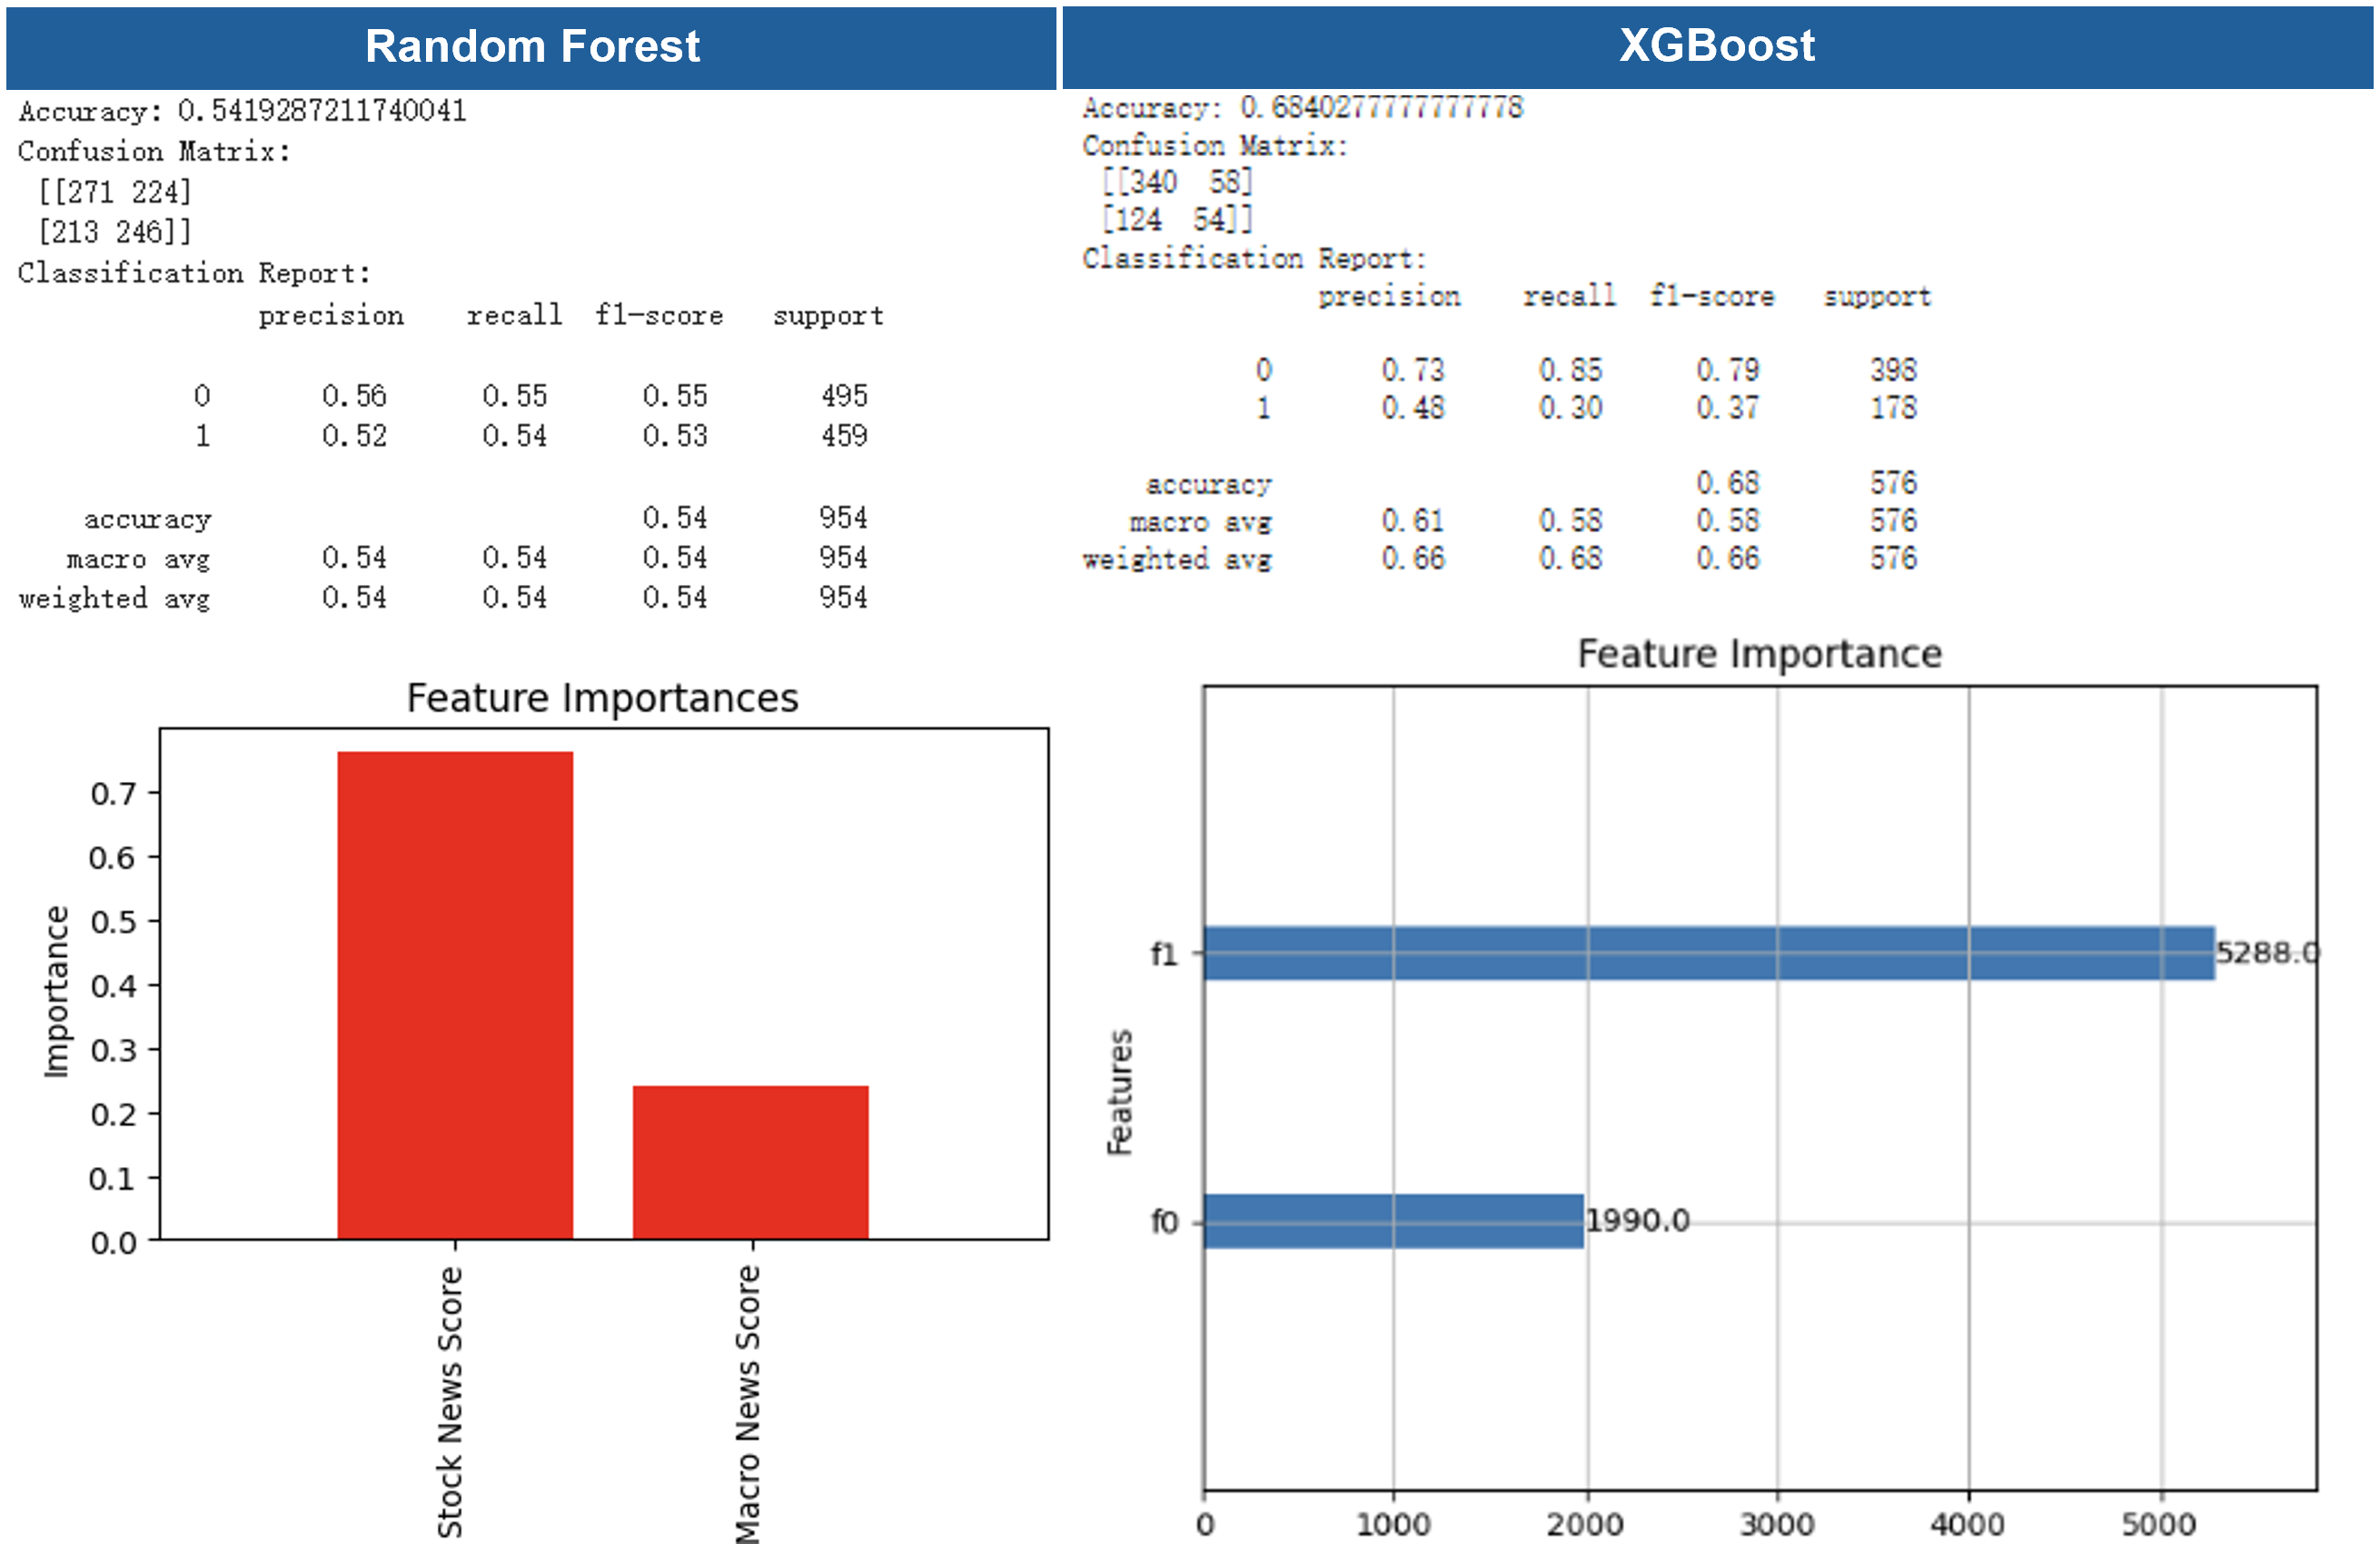 Random Forest
Accuracy: 0.5419287211740041
Confusion Matrix:
[[271 224]
[213 246]]
Classification Report:
precision recall f1-score support
0 0.56 0.55 0.55 495
1 0.52 0.54 0.53 459
accuracy 0.54 954
macro avg 0.54 0.54 0.54 954
weighted avg 0.54 0.54 0.54 954
Feature Importances
Importance
0.7
0.6
0.5
0.4
0.3
0.2
0.1
0.0
Stock News Score
Macro News Score
XGBoost
Accuracy: 0.6840277777777778
Confusion Matrix:
[[340 58]
[124 54]]
Classification Report:
precision recall f1-score support
0 0.73 0.85 0.79 398
1 0.48 0.30 0.37 178
accuracy 0.68 576
macro avg 0.61 0.58 0.58 576
weighted avg 0.66 0.68 0.66 576
Feature Importance
Features
f1
5288.0
f0
1990.0
0 1000 2000 3000 4000 5000